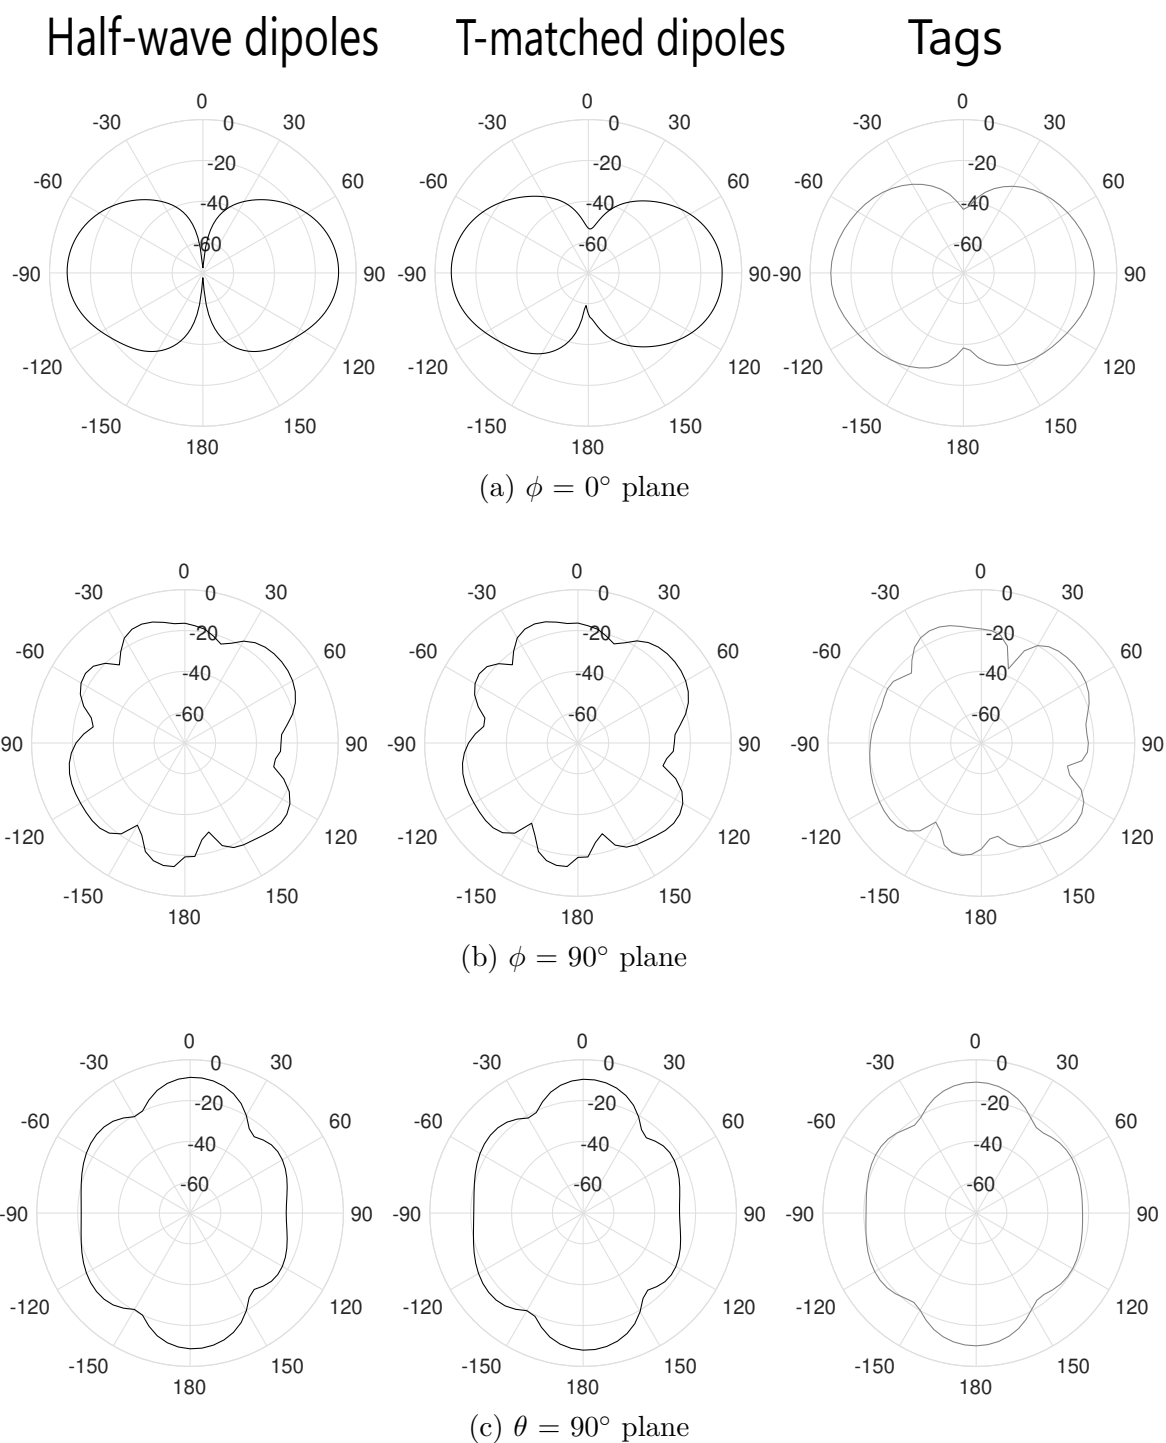 Half-wave dipoles T-matched dipoles Tags
0 0 0
-30 0 30 -30 0 30 -30 0 30
-20 -20 -20
-60 60 -60 60 -60 60
-40 -40 -40
-60 -60 -60
-90 90 -90 90 -90 90
-120 120 -120 120 -120 120
-150 150 -150 150 -150 150
180 180 180
(a) ϕ = 0° plane
0 0 0
-30 0 30 -30 0 30 -30 0 30
-20 -20 -20
-60 60 -60 60 -60 60
-40 -40 -40
-60 -60 -60
90 90 -90 90 -90 90
-120 120 -120 120 -120 120
-150 150 -150 150 -150 150
180 180 180
(b) ϕ = 90° plane
0 0 0
-30 0 30 -30 0 30 -30 0 30
-20 -20 -20
-60 60 -60 60 -60 60
-40 -40 -40
-60 -60 -60
-90 90 -90 90 -90 90
-120 120 -120 120 -120 120
-150 150 -150 150 -150 150
180 180 180
(c) θ = 90° plane